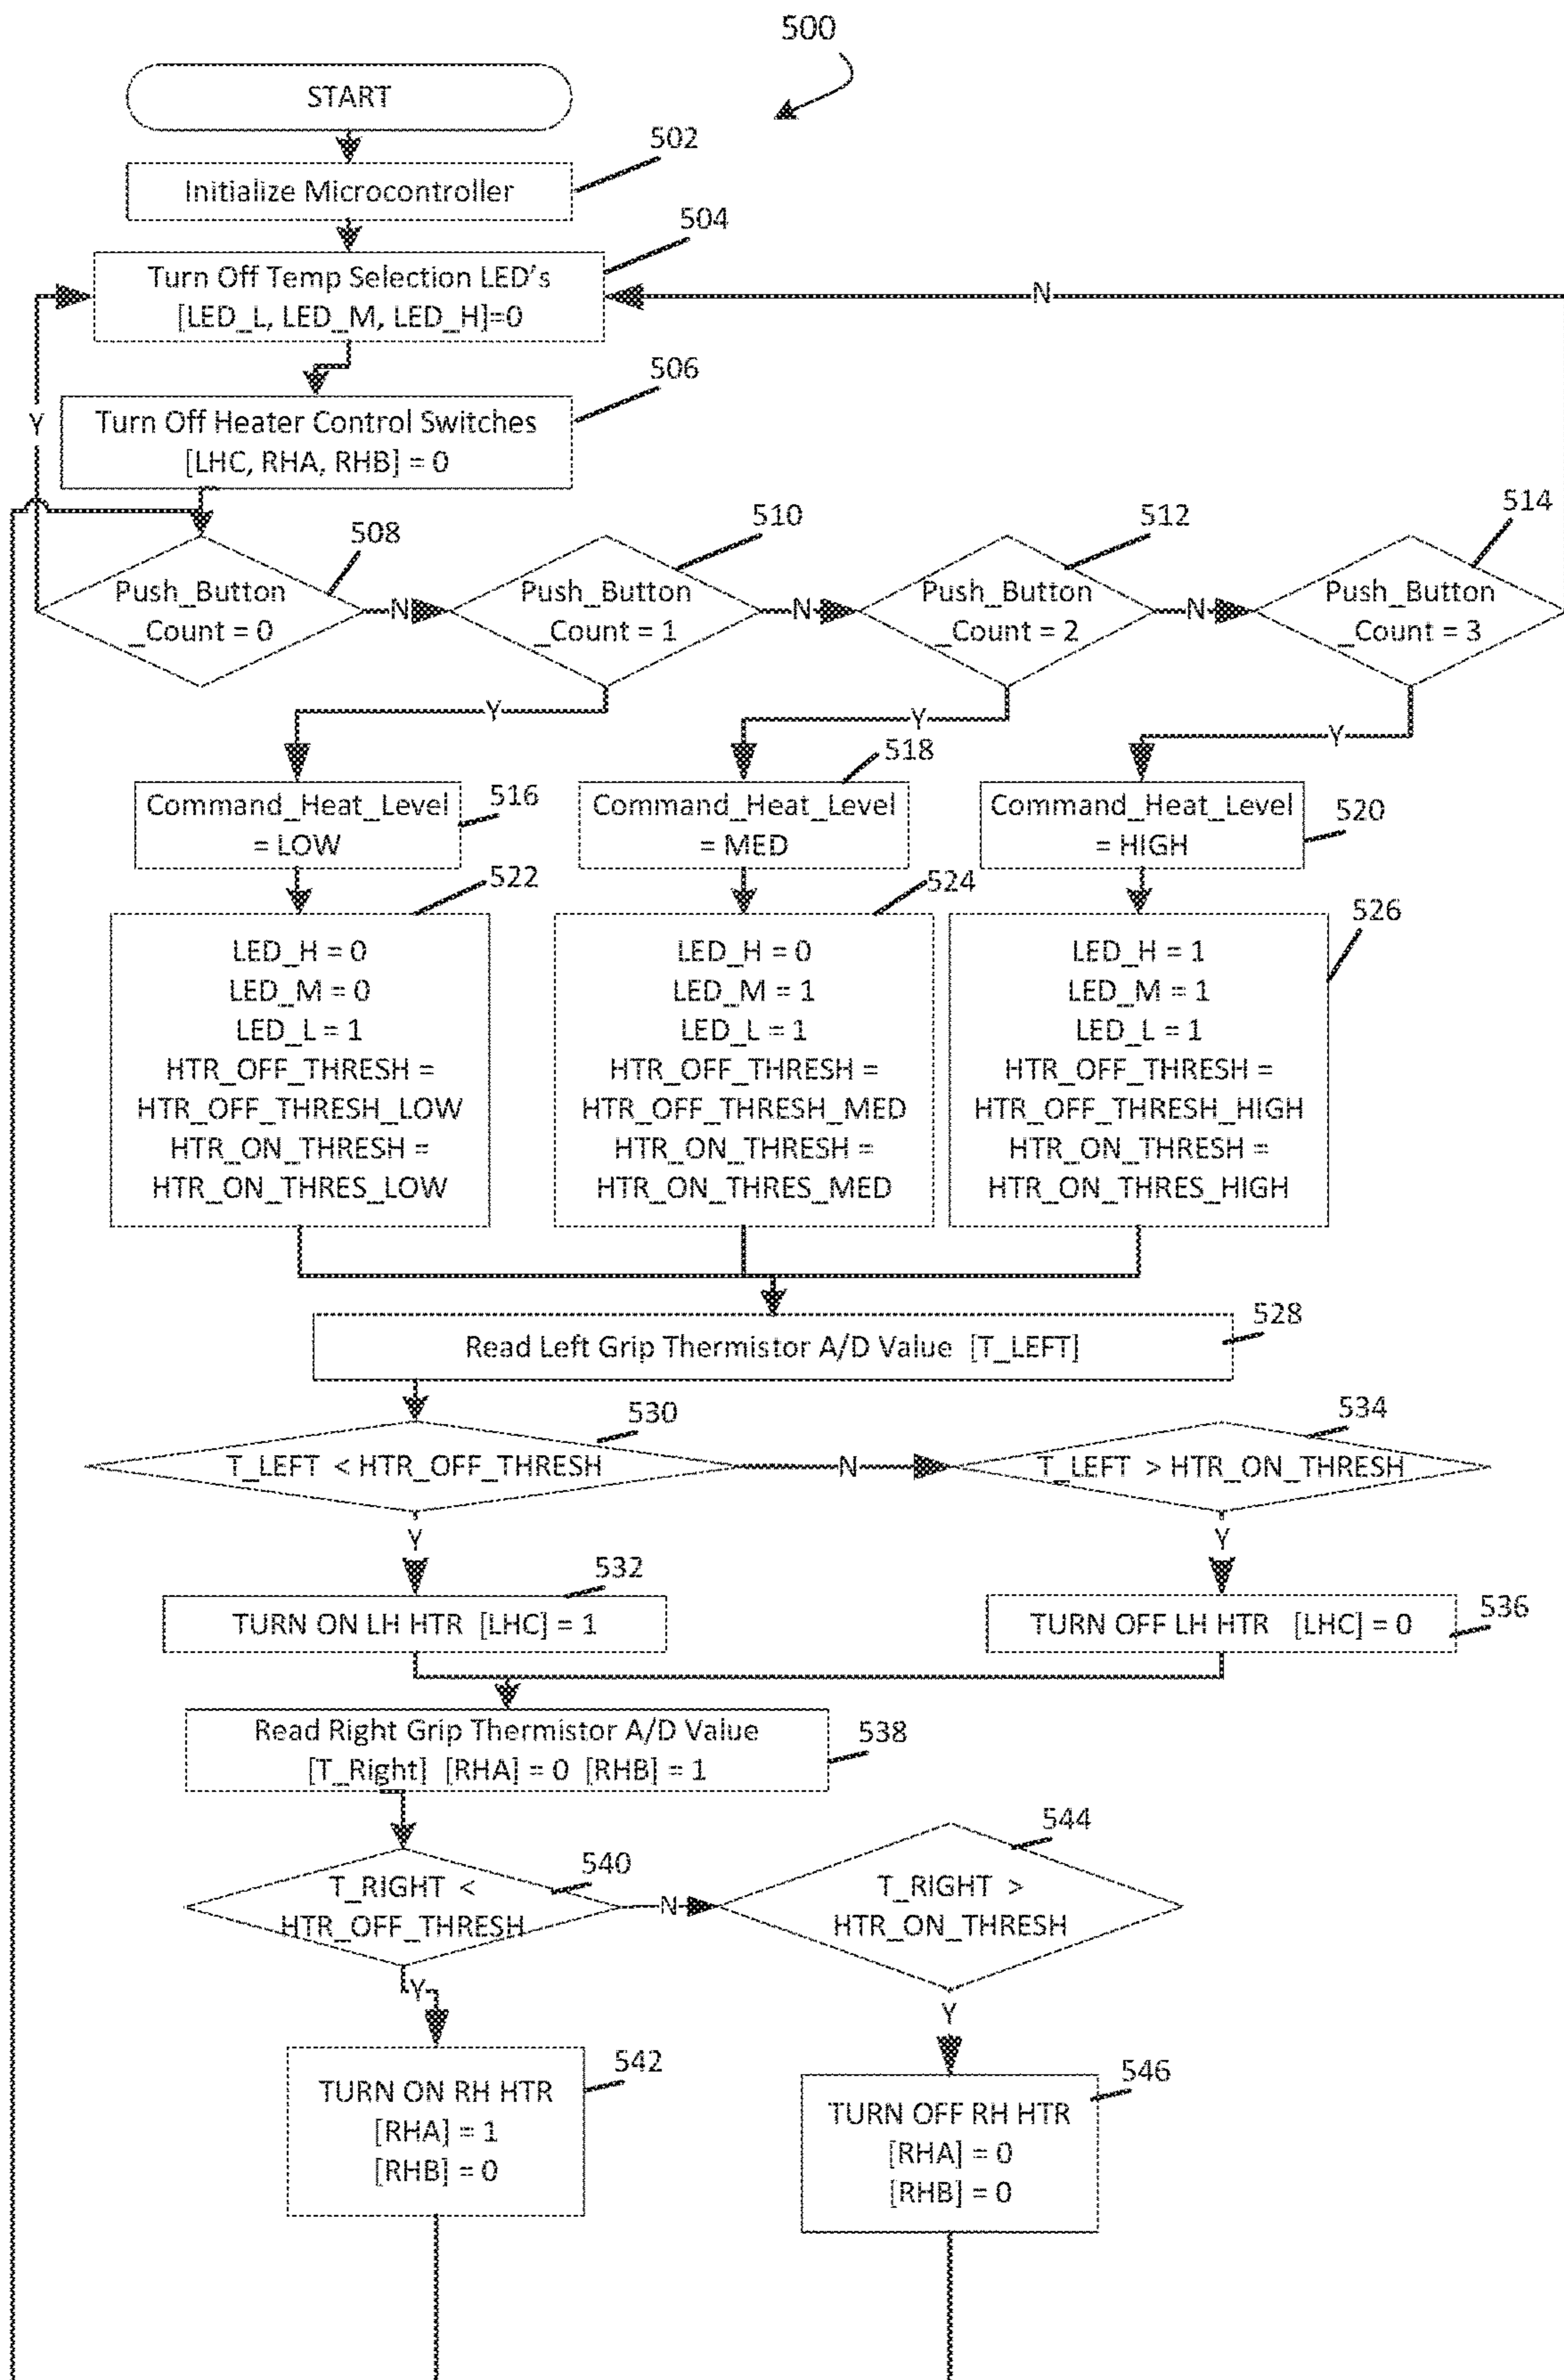 500
START
502
Initialize Microcontroller
504
Turn Off Temp Selection LED's
[LED_L, LED_M, LED_H]=0
N
506
Turn Off Heater Control Switches
[LHC, RHA, RHB] = 0
Y
508
Push_Button
_Count = 0
N
510
Push_Button
_Count = 1
N
512
Push_Button
_Count = 2
N
514
Push_Button
_Count = 3
Y
Y
Y
Command_Heat_Level
= LOW
516
Command_Heat_Level
= MED
518
Command_Heat_Level
= HIGH
520
522
LED_H = 0
LED_M = 0
LED_L = 1
HTR_OFF_THRESH =
HTR_OFF_THRESH_LOW
HTR_ON_THRESH =
HTR_ON_THRES_LOW
524
LED_H = 0
LED_M = 1
LED_L = 1
HTR_OFF_THRESH =
HTR_OFF_THRESH_MED
HTR_ON_THRESH =
HTR_ON_THRES_MED
526
LED_H = 1
LED_M = 1
LED_L = 1
HTR_OFF_THRESH =
HTR_OFF_THRESH_HIGH
HTR_ON_THRESH =
HTR_ON_THRES_HIGH
528
Read Left Grip Thermistor A/D Value [T_LEFT]
530
T_LEFT < HTR_OFF_THRESH
N
534
T_LEFT > HTR_ON_THRESH
Y
Y
532
TURN ON LH HTR [LHC] = 1
TURN OFF LH HTR [LHC] = 0
536
Read Right Grip Thermistor A/D Value
[T_Right] [RHA] = 0 [RHB] = 1
538
540
T_RIGHT <
HTR_OFF_THRESH
N
544
T_RIGHT >
HTR_ON_THRESH
Y
Y
542
TURN ON RH HTR
[RHA] = 1
[RHB] = 0
546
TURN OFF RH HTR
[RHA] = 0
[RHB] = 0